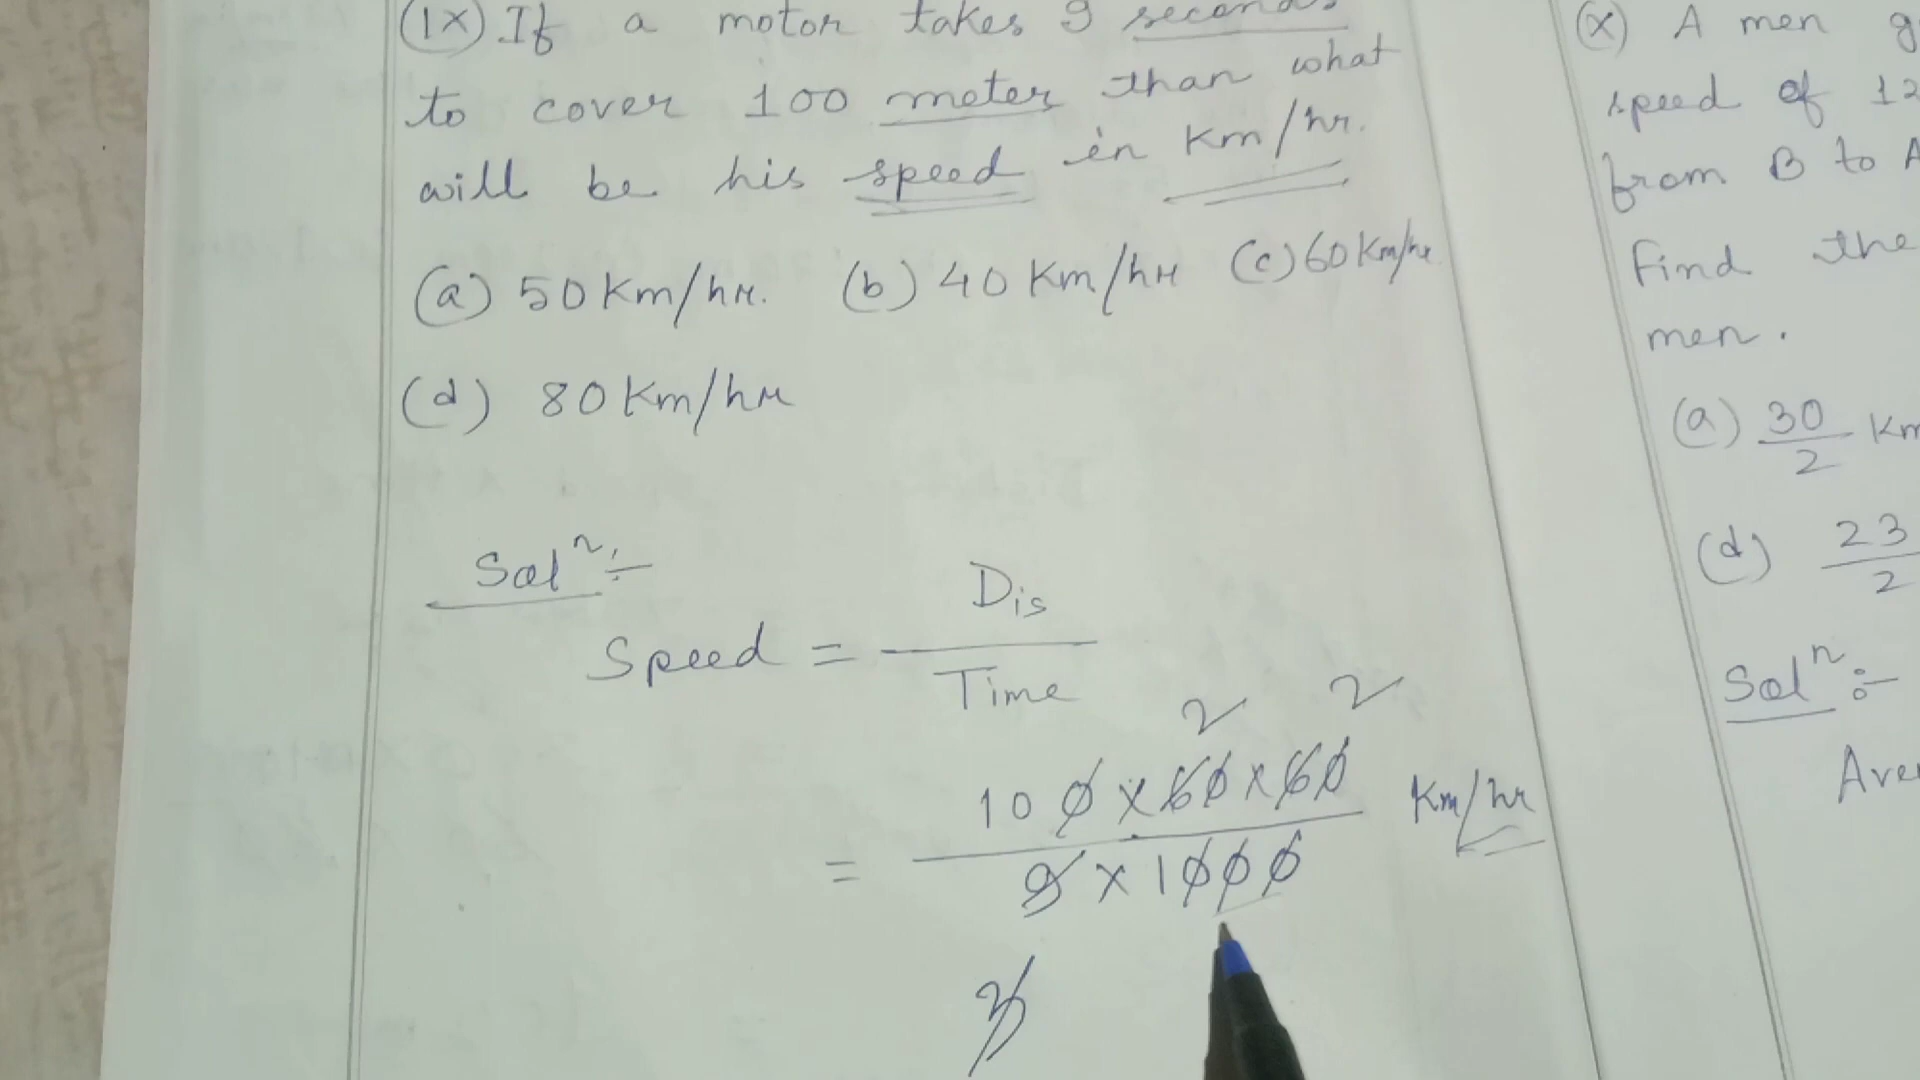 (IX) If a motor takes 9 seconds
to cover 100 meter than what
will be his speed in Km/hr.
(a) 50 Km/hr. (b) 40 Km/hr (c) 60 Km/hr
(d) 80 Km/hr
Solⁿ:-
Speed = Dis
Time
2 2
= 100 x 60 x 60 Km/hr
9 x 1000
3
(x) A men
speed of 12
from B to A
Find the
men.
(a) 30 Km
2
(d) 23
2
Solⁿ:-